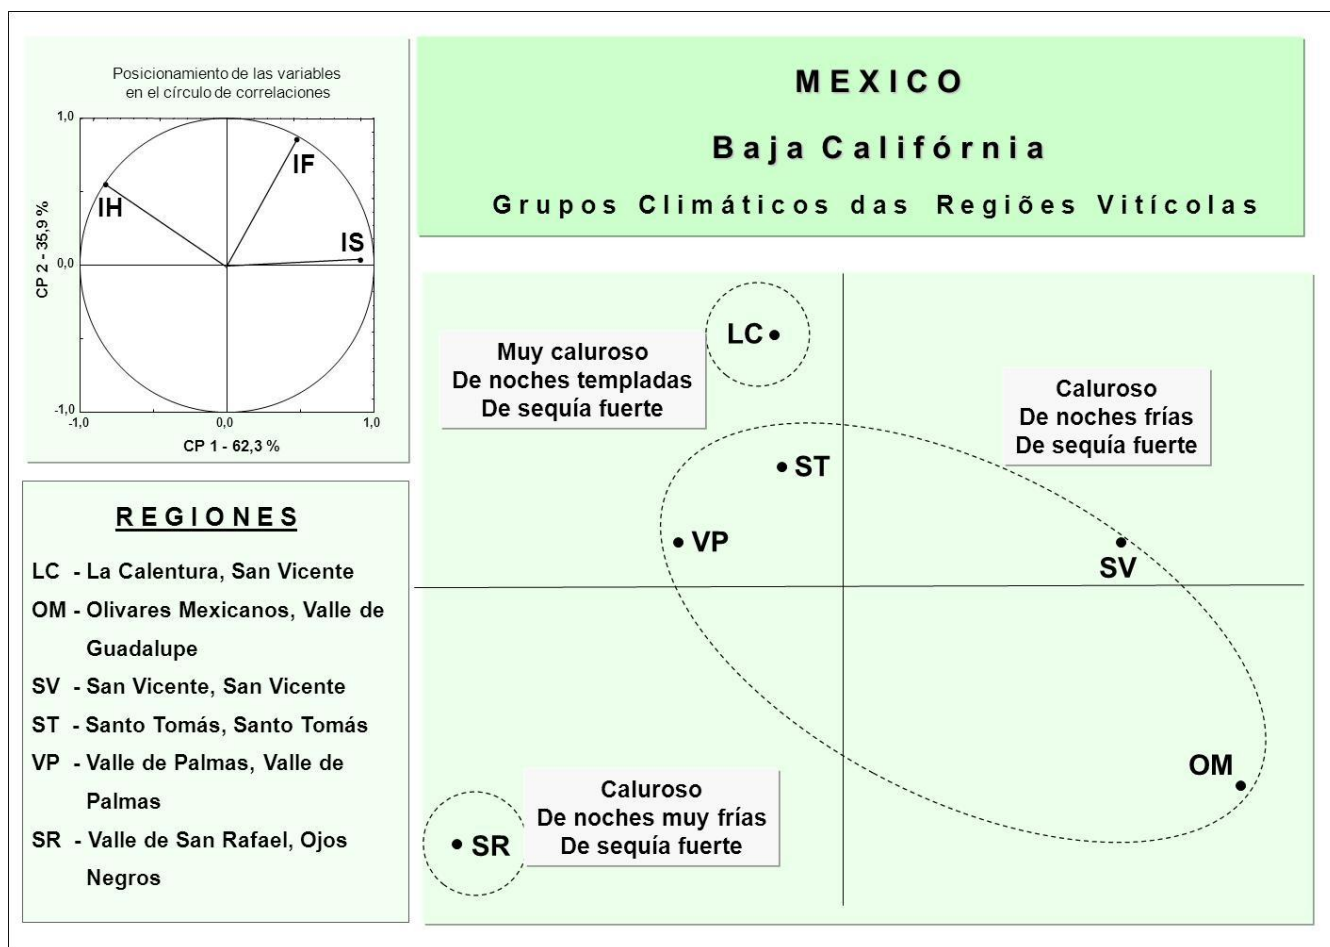 Posicionamiento de las variables
en el círculo de correlaciones
1,0
IF
IH
IS
CP 2 - 35,9 %
0,0
-1,0
-1,0
0,0
1,0
CP 1 - 62,3 %
MEXICO
Baja Califórnia
Grupos Climáticos das Regiões Vitícolas
REGIONES
LC - La Calentura, San Vicente
OM - Olivares Mexicanos, Valle de
Guadalupe
SV - San Vicente, San Vicente
ST - Santo Tomás, Santo Tomás
VP - Valle de Palmas, Valle de
Palmas
SR - Valle de San Rafael, Ojos
Negros
LC
Muy caluroso
De noches templadas
De sequía fuerte
Caluroso
De noches frías
De sequía fuerte
ST
VP
SV
OM
Caluroso
De noches muy frías
De sequía fuerte
SR